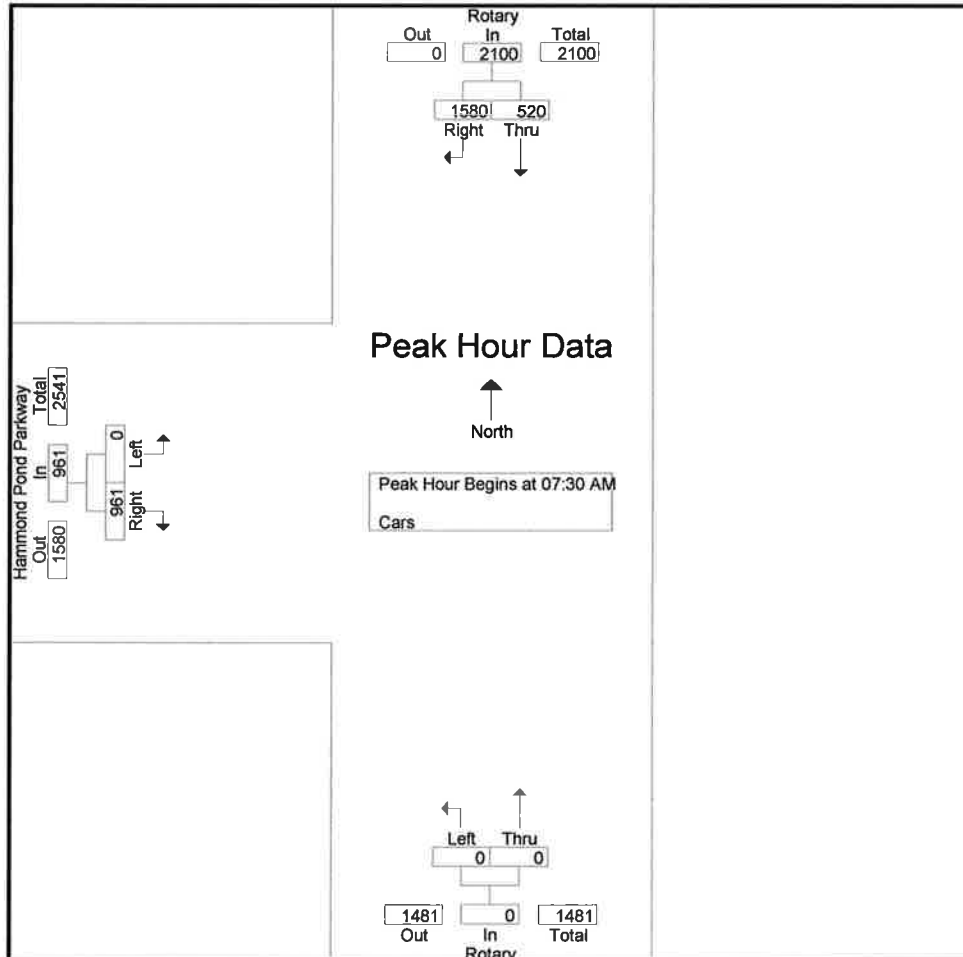 Rotary
Out In Total
0 2100 2100
1580 520
Right Thru
Peak Hour Data
North
Peak Hour Begins at 07:30 AM
Cars
Hammond Pond Parkway
Out In Total
1580 961 2541
961 0
Right Left
Left Thru
0 0
1481 0 1481
Out In Total
Rotary